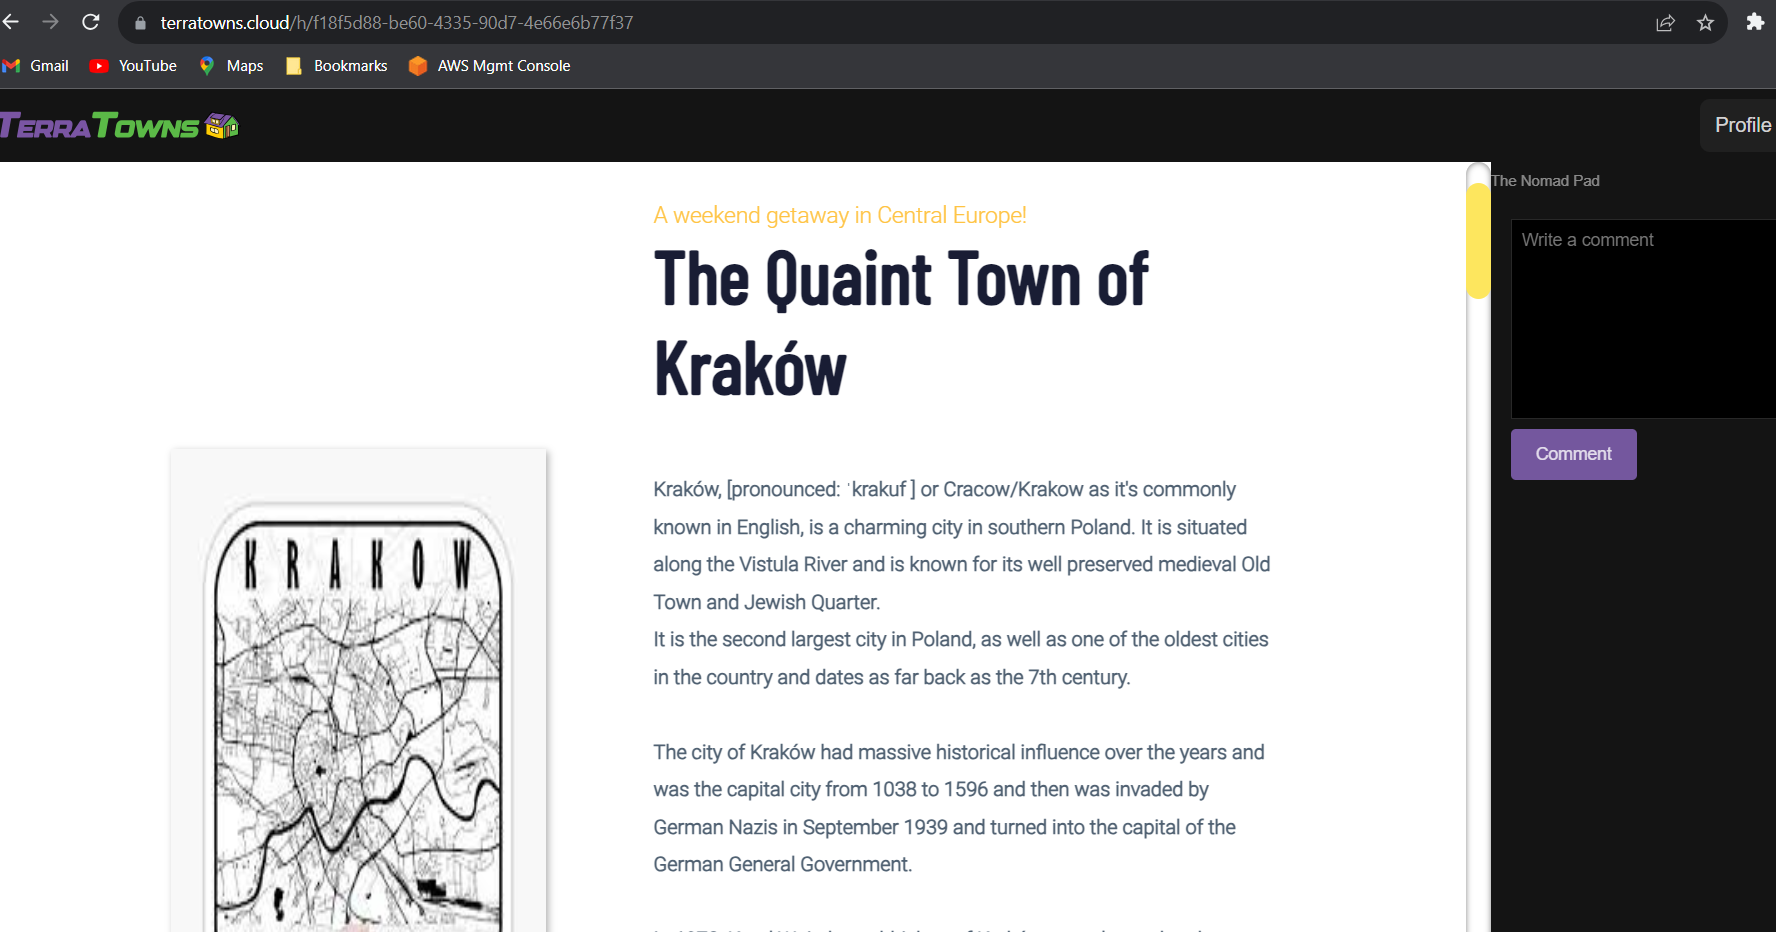 terratowns.cloud/h/f18f5d88-be60-4335-90d7-4e66e6b77f37
Gmail YouTube Maps Bookmarks AWS Mgmt Console
TERRATOWNS
Profile
The Nomad Pad
Write a comment
Comment
A weekend getaway in Central Europe!
The Quaint Town of
Kraków
KRAKOW
Kraków, [pronounced: ˈkrakuf ] or Cracow/Krakow as it's commonly
known in English, is a charming city in southern Poland. It is situated
along the Vistula River and is known for its well preserved medieval Old
Town and Jewish Quarter.
It is the second largest city in Poland, as well as one of the oldest cities
in the country and dates as far back as the 7th century.
The city of Kraków had massive historical influence over the years and
was the capital city from 1038 to 1596 and then was invaded by
German Nazis in September 1939 and turned into the capital of the
German General Government.